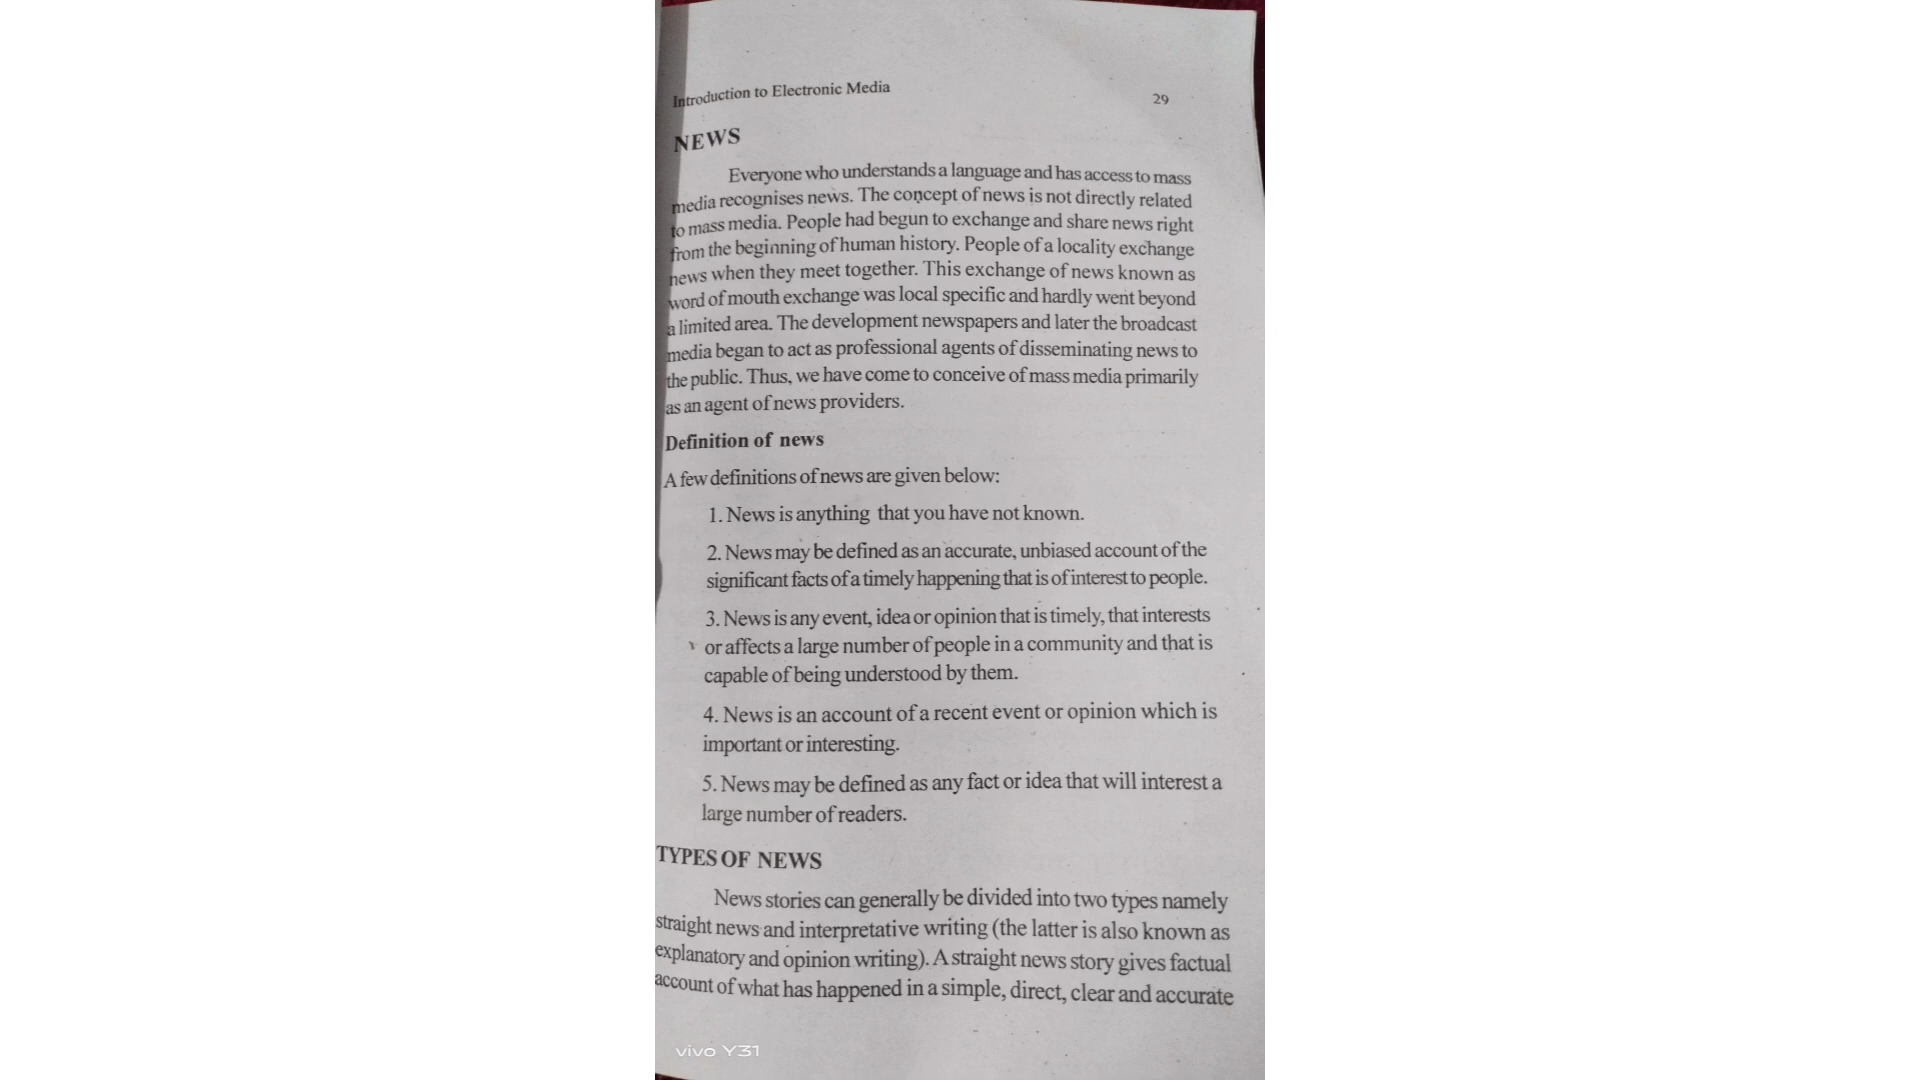 Introduction to Electronic Media
29
NEWS
Everyone who understands a language and has access to mass
media recognises news. The concept of news is not directly related
to mass media. People had begun to exchange and share news right
from the beginning of human history. People of a locality exchange
news when they meet together. This exchange of news known as
word of mouth exchange was local specific and hardly went beyond
a limited area. The development newspapers and later the broadcast
media began to act as professional agents of disseminating news to
the public. Thus, we have come to conceive of mass media primarily
as an agent of news providers.
Definition of news
A few definitions of news are given below:
1. News is anything that you have not known.
2. News may be defined as an accurate, unbiased account of the
significant facts of a timely happening that is of interest to people.
3. News is any event, idea or opinion that is timely, that interests
or affects a large number of people in a community and that is
capable of being understood by them.
4. News is an account of a recent event or opinion which is
important or interesting.
5. News may be defined as any fact or idea that will interest a
large number of readers.
TYPES OF NEWS
News stories can generally be divided into two types namely
straight news and interpretative writing (the latter is also known as
explanatory and opinion writing). A straight news story gives factual
account of what has happened in a simple, direct, clear and accurate
vivo Y31